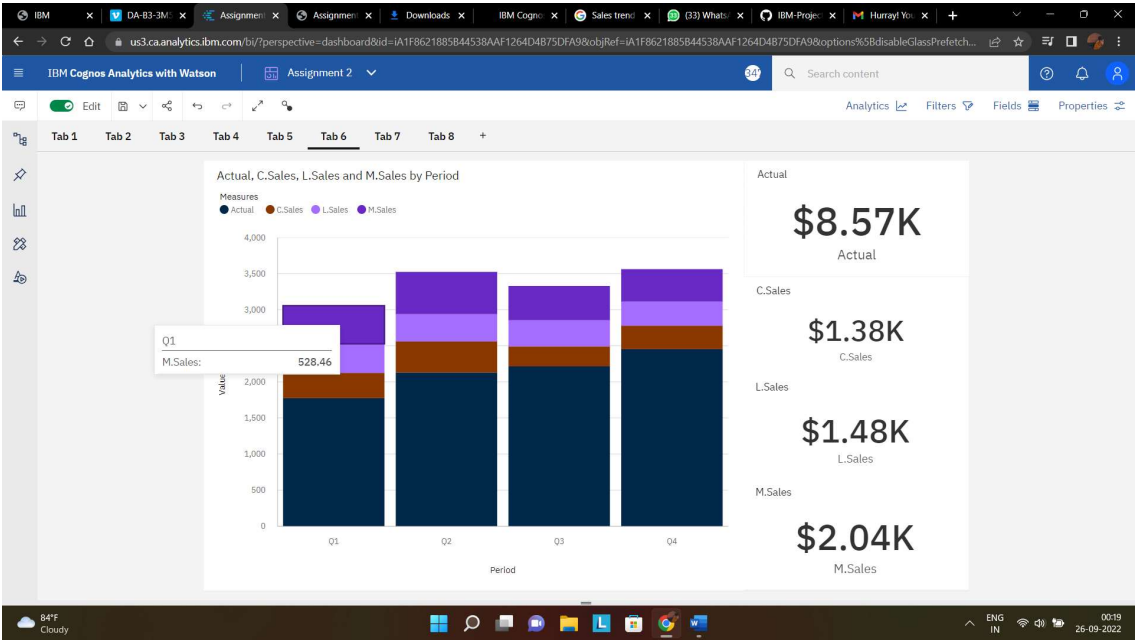 IBM
DA-B3-3M
Assignment
Assignment
Downloads
IBM Cogno
Sales trend
(33) Whats
IBM-Projec
Hurray! You
us3.ca.analytics.ibm.com/bi/?perspective=dashboard&id=iA1F8621885B44538AAF1264D4B75DFA9&objRef=iA1F8621885B44538AAF1264D4B75DFA9&options%5BdisableGlassPrefetch...
IBM Cognos Analytics with Watson
Assignment 2
34
Search content
Edit
Analytics
Filters
Fields
Properties
Tab 1 Tab 2 Tab 3 Tab 4 Tab 5 Tab 6 Tab 7 Tab 8 +
Actual, C.Sales, L.Sales and M.Sales by Period
Measures
Actual C.Sales L.Sales M.Sales
4,000
3,500
3,000
Q1
M.Sales: 528.46
2,000
1,500
1,000
500
0
Q1 Q2 Q3 Q4
Period
Actual
$8.57K
Actual
C.Sales
$1.38K
C.Sales
L.Sales
$1.48K
L.Sales
M.Sales
$2.04K
M.Sales
84°F
Cloudy
ENG
IN
00:19
26-09-2022